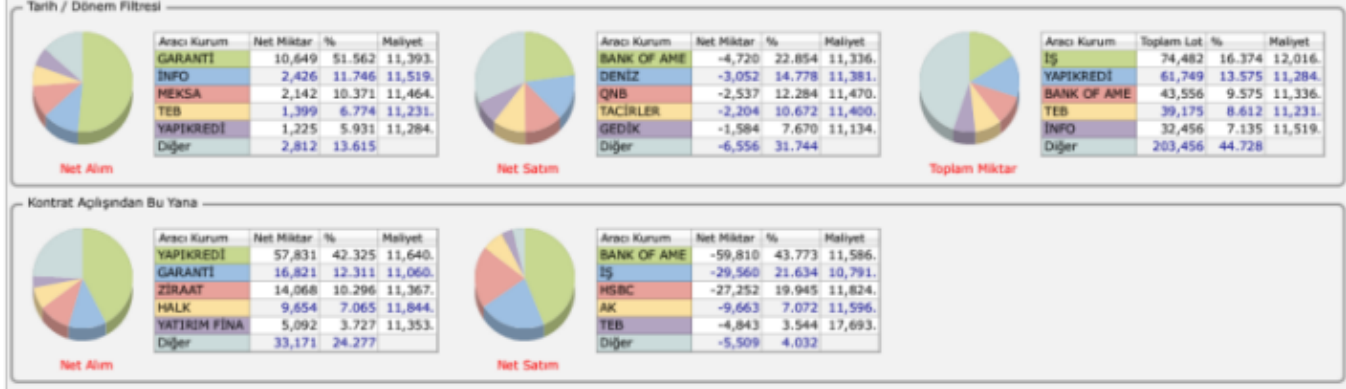 Tarih / Dönem Filtresi
Aracı Kurum Net Miktar % Maliyet
GARANTİ 10,649 51.562 11,393.
İNFO 2,426 11.746 11,519.
MEKSA 2,142 10.371 11,464.
TEB 1,399 6.774 11,231.
YAPIKREDİ 1,225 5.931 11,284.
Diğer 2,812 13.615
Net Alım
Aracı Kurum Net Miktar % Maliyet
BANK OF AME -4,720 22.854 11,336.
DENİZ -3,052 14.778 11,381.
QNB -2,537 12.284 11,470.
TACİRLER -2,204 10.672 11,400.
GEDİK -1,584 7.670 11,134.
Diğer -6,556 31.744
Net Satım
Aracı Kurum Toplam Lot % Maliyet
İŞ 74,482 16.374 12,016.
YAPIKREDİ 61,749 13.575 11,284.
BANK OF AME 43,556 9.575 11,336.
TEB 39,175 8.612 11,231.
İNFO 32,456 7.135 11,519.
Diğer 203,456 44.728
Toplam Miktar
Kontrat Açılışından Bu Yana
Aracı Kurum Net Miktar % Maliyet
YAPIKREDİ 57,831 42.325 11,640.
GARANTİ 16,821 12.311 11,060.
ZİRAAT 14,068 10.296 11,367.
HALK 9,654 7.065 11,844.
YATIRIM FİNA 5,092 3.727 11,353.
Diğer 33,171 24.277
Net Alım
Aracı Kurum Net Miktar % Maliyet
BANK OF AME -59,810 43.773 11,586.
İŞ -29,560 21.634 10,791.
HSBC -27,252 19.945 11,824.
AK -9,663 7.072 11,596.
TEB -4,843 3.544 17,693.
Diğer -5,509 4.032
Net Satım